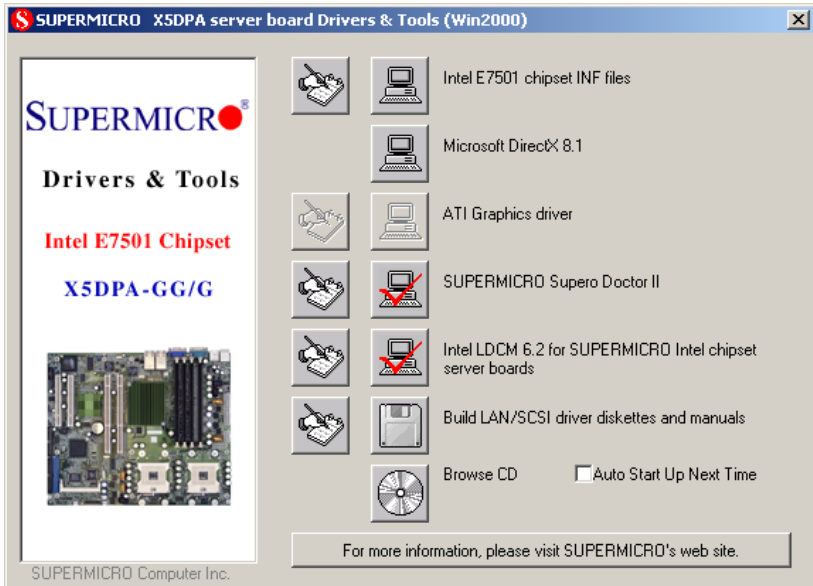 SUPERMICRO X5DPA server board Drivers & Tools (Win2000)
SUPERMICRO®
Drivers & Tools
Intel E7501 Chipset
X5DPA-GG/G
SUPERMICRO Computer Inc.
Intel E7501 chipset INF files
Microsoft DirectX 8.1
ATI Graphics driver
SUPERMICRO Supero Doctor II
Intel LDCM 6.2 for SUPERMICRO Intel chipset
server boards
Build LAN/SCSI driver diskettes and manuals
Browse CD
Auto Start Up Next Time
For more information, please visit SUPERMICRO's web site.